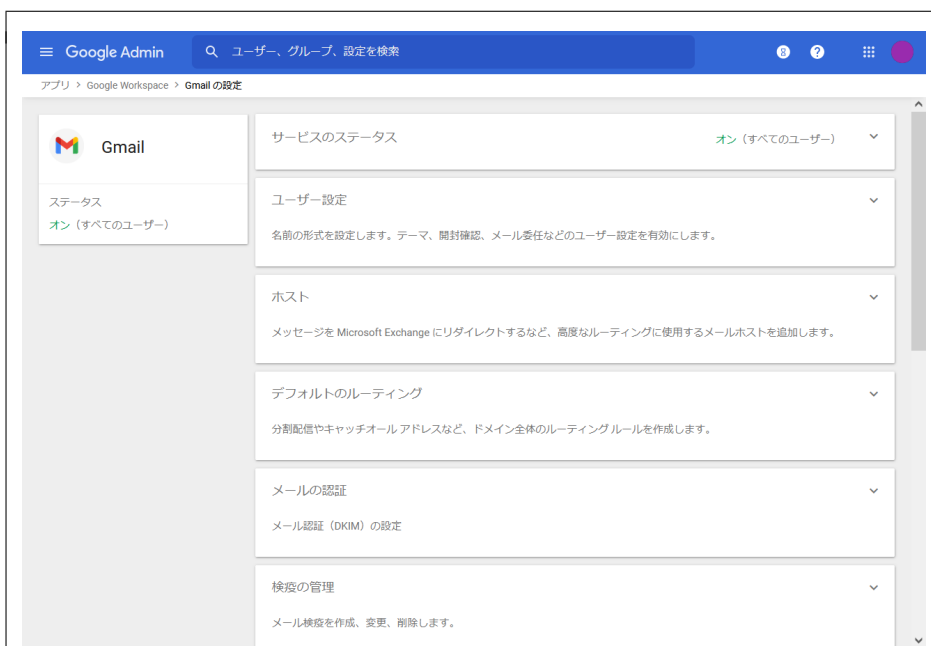 Google Admin
ユーザー、グループ、設定を検索
8
?
アプリ > Google Workspace > Gmail の設定
Gmail
ステータス
オン（すべてのユーザー）
サービスのステータス
オン（すべてのユーザー）
ユーザー設定
名前の形式を設定します。テーマ、開封確認、メール委任などのユーザー設定を有効にします。
ホスト
メッセージを Microsoft Exchange にリダイレクトするなど、高度なルーティングに使用するメールホストを追加します。
デフォルトのルーティング
分割配信やキャッチオール アドレスなど、ドメイン全体のルーティング ルールを作成します。
メールの認証
メール認証（DKIM）の設定
検疫の管理
メール検疫を作成、変更、削除します。